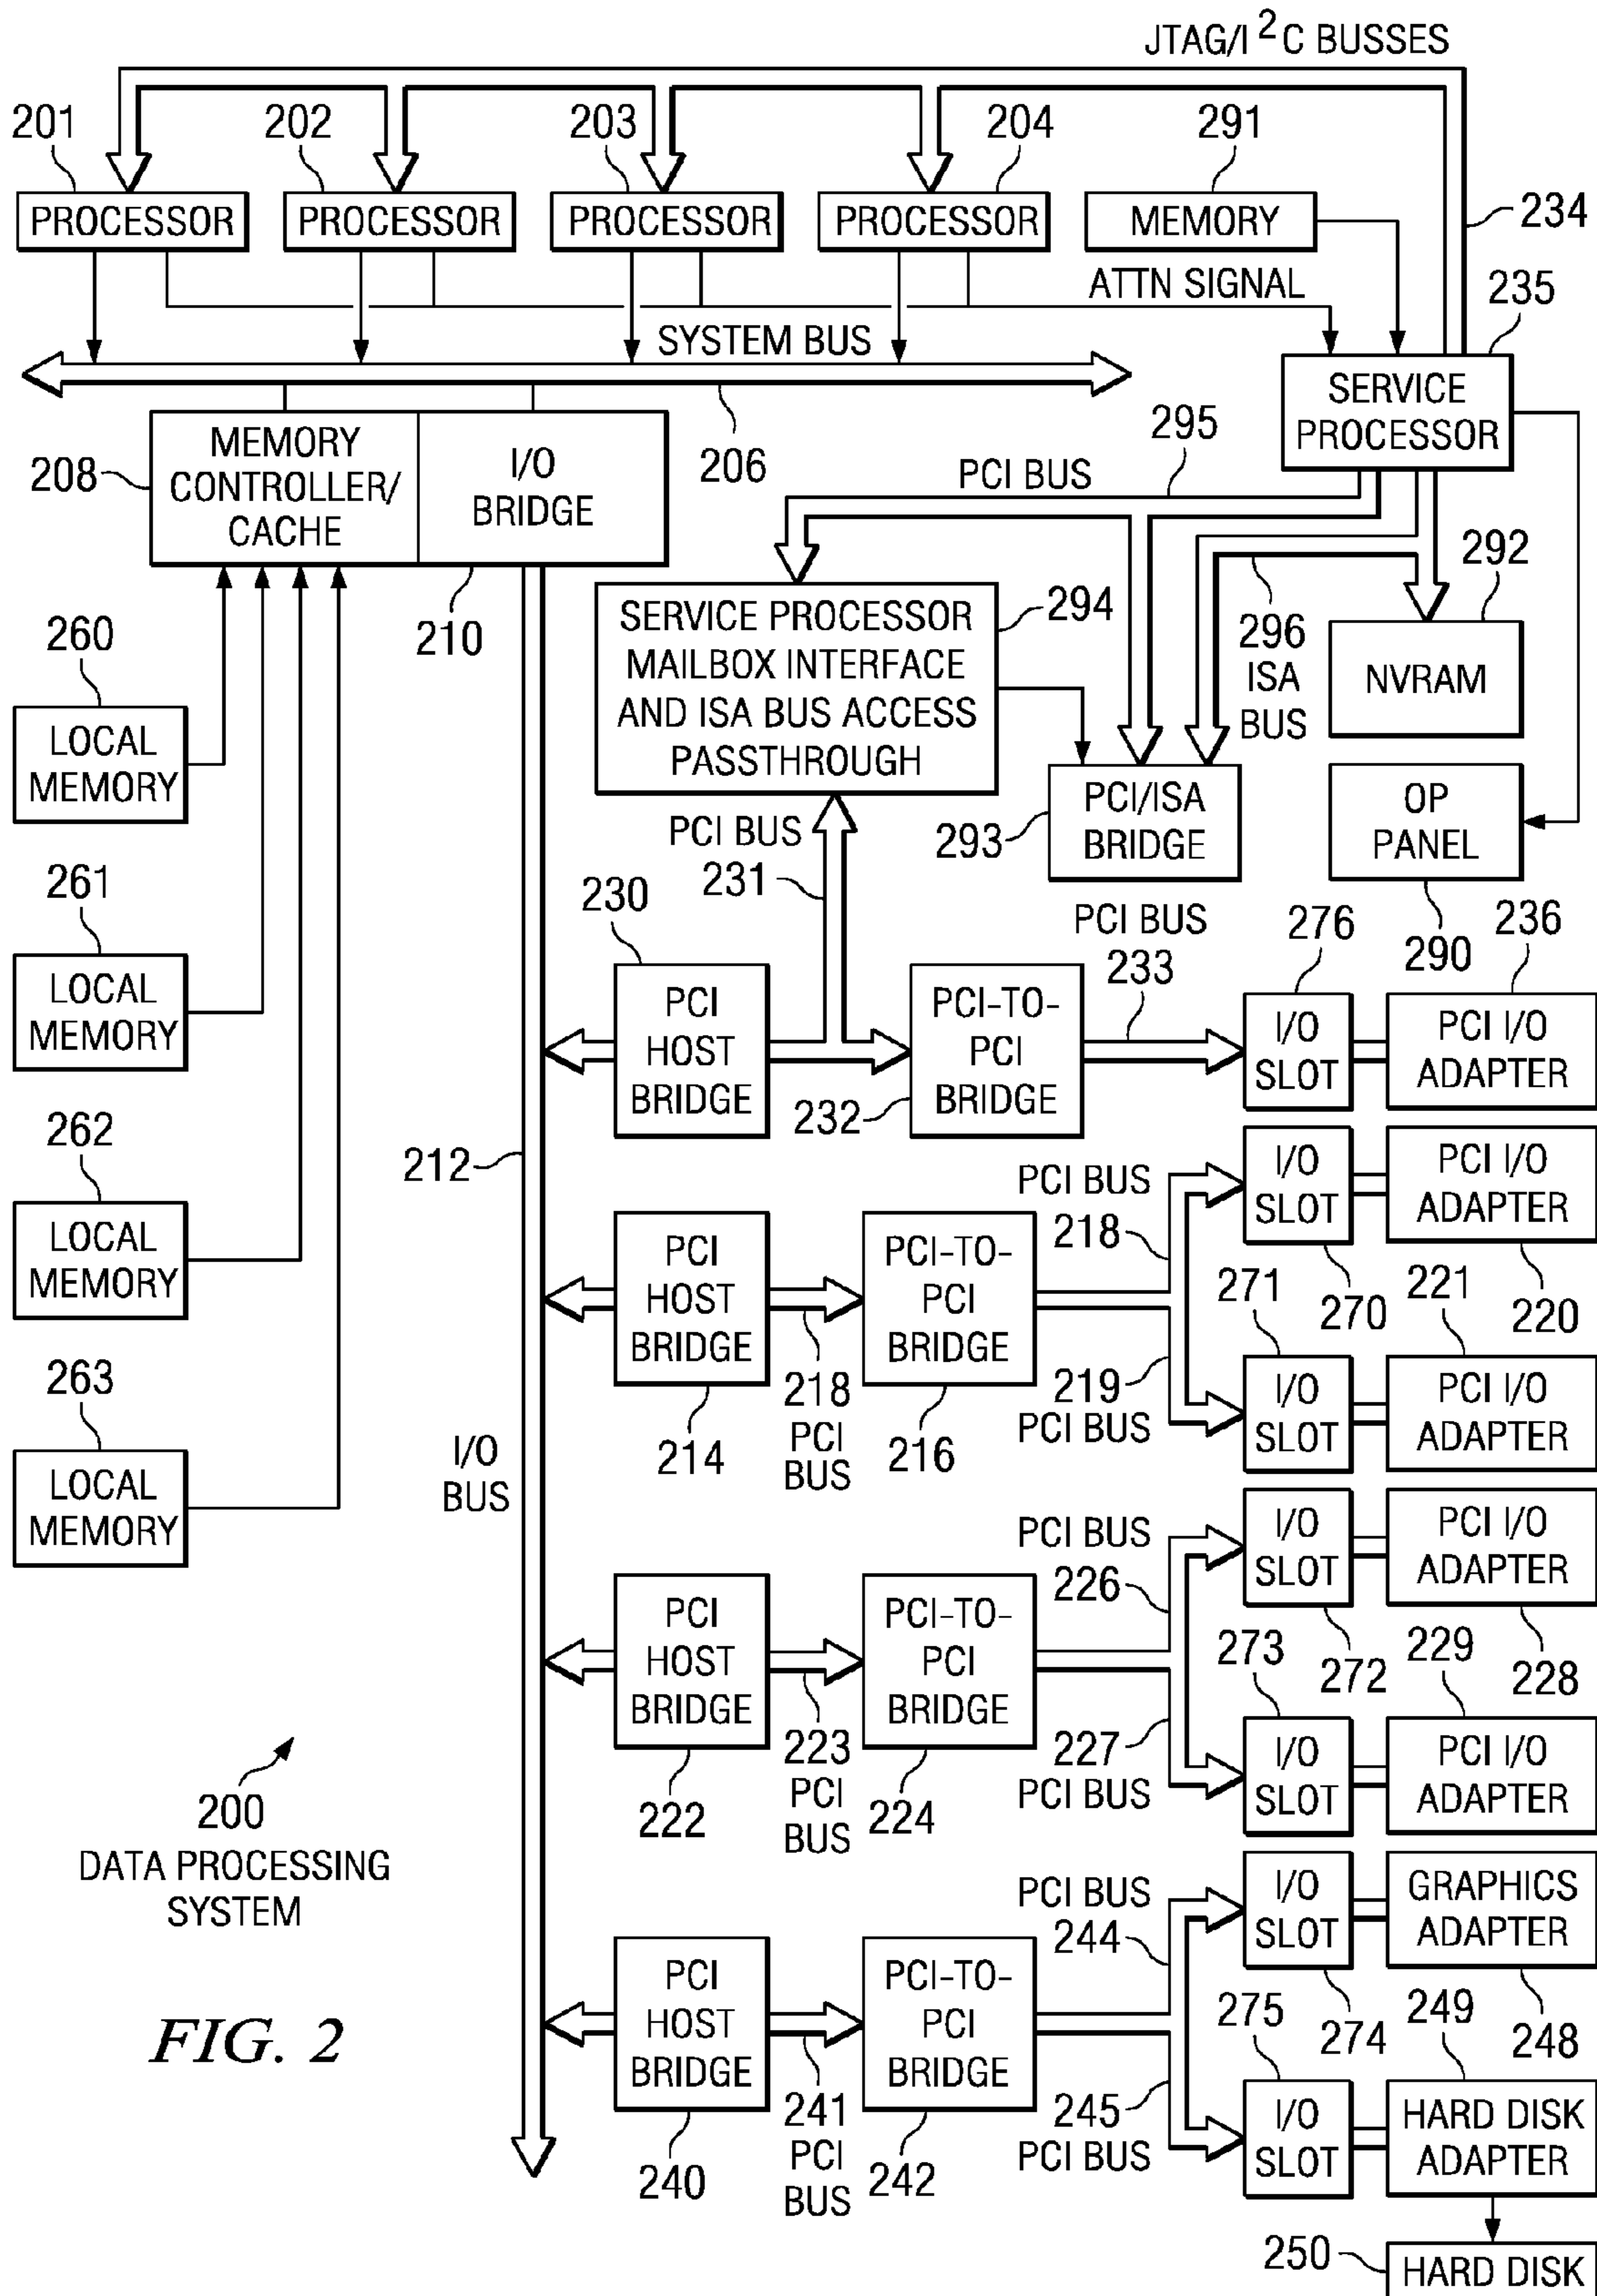 JTAG/I 2C BUSSES
201
202
203
204
291
PROCESSOR
PROCESSOR
PROCESSOR
PROCESSOR
MEMORY
234
ATTN SIGNAL
235
SYSTEM BUS
SERVICE
PROCESSOR
208
MEMORY
CONTROLLER/
CACHE
I/O
BRIDGE
206
295
PCI BUS
210
SERVICE PROCESSOR
MAILBOX INTERFACE
AND ISA BUS ACCESS
PASSTHROUGH
294
296
ISA
BUS
292
NVRAM
260
LOCAL
MEMORY
PCI BUS
231
293
PCI/ISA
BRIDGE
OP
PANEL
290
261
LOCAL
MEMORY
230
PCI
HOST
BRIDGE
232
PCI-TO-
PCI
BRIDGE
PCI BUS
233
276
I/O
SLOT
236
PCI I/O
ADAPTER
262
LOCAL
MEMORY
212
PCI
HOST
BRIDGE
214
218
PCI
BUS
PCI-TO-
PCI
BRIDGE
216
PCI BUS
218
I/O
SLOT
270
PCI I/O
ADAPTER
220
219
PCI BUS
271
I/O
SLOT
221
PCI I/O
ADAPTER
263
LOCAL
MEMORY
I/O
BUS
PCI
HOST
BRIDGE
222
223
PCI
BUS
PCI-TO-
PCI
BRIDGE
224
PCI BUS
226
I/O
SLOT
272
PCI I/O
ADAPTER
228
227
PCI BUS
273
I/O
SLOT
229
PCI I/O
ADAPTER
200
DATA PROCESSING
SYSTEM
PCI
HOST
BRIDGE
240
241
PCI
BUS
PCI-TO-
PCI
BRIDGE
242
PCI BUS
244
I/O
SLOT
274
GRAPHICS
ADAPTER
248
245
PCI BUS
275
I/O
SLOT
249
HARD DISK
ADAPTER
250
HARD DISK
FIG. 2